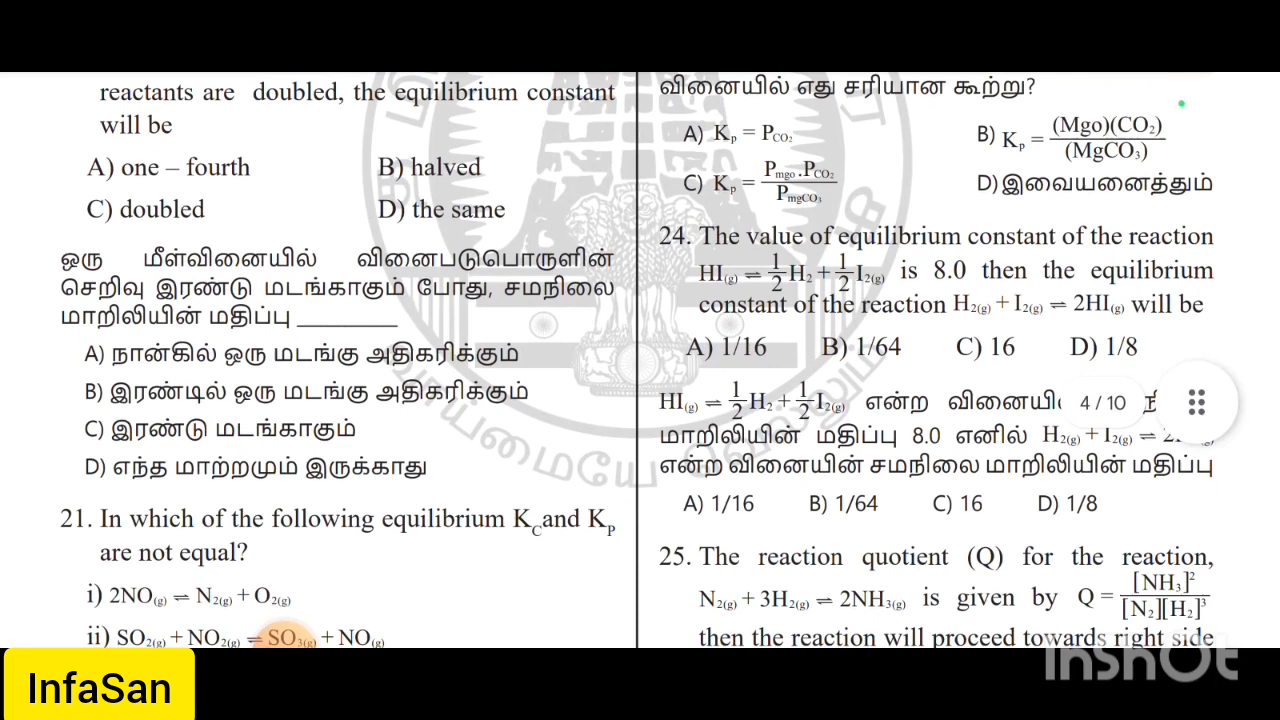 reactants are doubled, the equilibrium constant
will be
A) one – fourth B) halved
C) doubled D) the same
ஒரு மீள்வினையில் வினைபடுபொருளின்
செறிவு இரண்டு மடங்காகும் போது, சமநிலை
மாறிலியின் மதிப்பு ________
A) நான்கில் ஒரு மடங்கு அதிகரிக்கும்
B) இரண்டில் ஒரு மடங்கு அதிகரிக்கும்
C) இரண்டு மடங்காகும்
D) எந்த மாற்றமும் இருக்காது
21. In which of the following equilibrium K_C and K_P
are not equal?
i) 2NO(g) ⇌ N₂(g) + O₂(g)
ii) SO₂(g) + NO₂(g) ⇌ SO₃(g) + NO(g)
வினையில் எது சரியான கூற்று?
A) Kₚ = P_CO₂ B) Kₚ = (Mgo)(CO₂) / (MgCO₃)
C) Kₚ = P_mgo . P_CO₂ / P_mgCO₃ D) இவையனைத்தும்
24. The value of equilibrium constant of the reaction
HI(g) ⇌ 1/2 H₂ + 1/2 I₂(g) is 8.0 then the equilibrium
constant of the reaction H₂(g) + I₂(g) ⇌ 2HI(g) will be
A) 1/16 B) 1/64 C) 16 D) 1/8
HI(g) ⇌ 1/2 H₂ + 1/2 I₂(g) என்ற 4 / 10
மாறிலியின் மதிப்பு 8.0 எனில் H₂(g) + I₂(g) ⇌
என்ற வினையின் சமநிலை மாறிலியின் மதிப்பு
A) 1/16 B) 1/64 C) 16 D) 1/8
25. The reaction quotient (Q) for the reaction,
N₂(g) + 3H₂(g) ⇌ 2NH₃(g) is given by Q = [NH₃]² / [N₂][H₂]³
then the reaction will proceed towards right side
InfaSan
InShOt